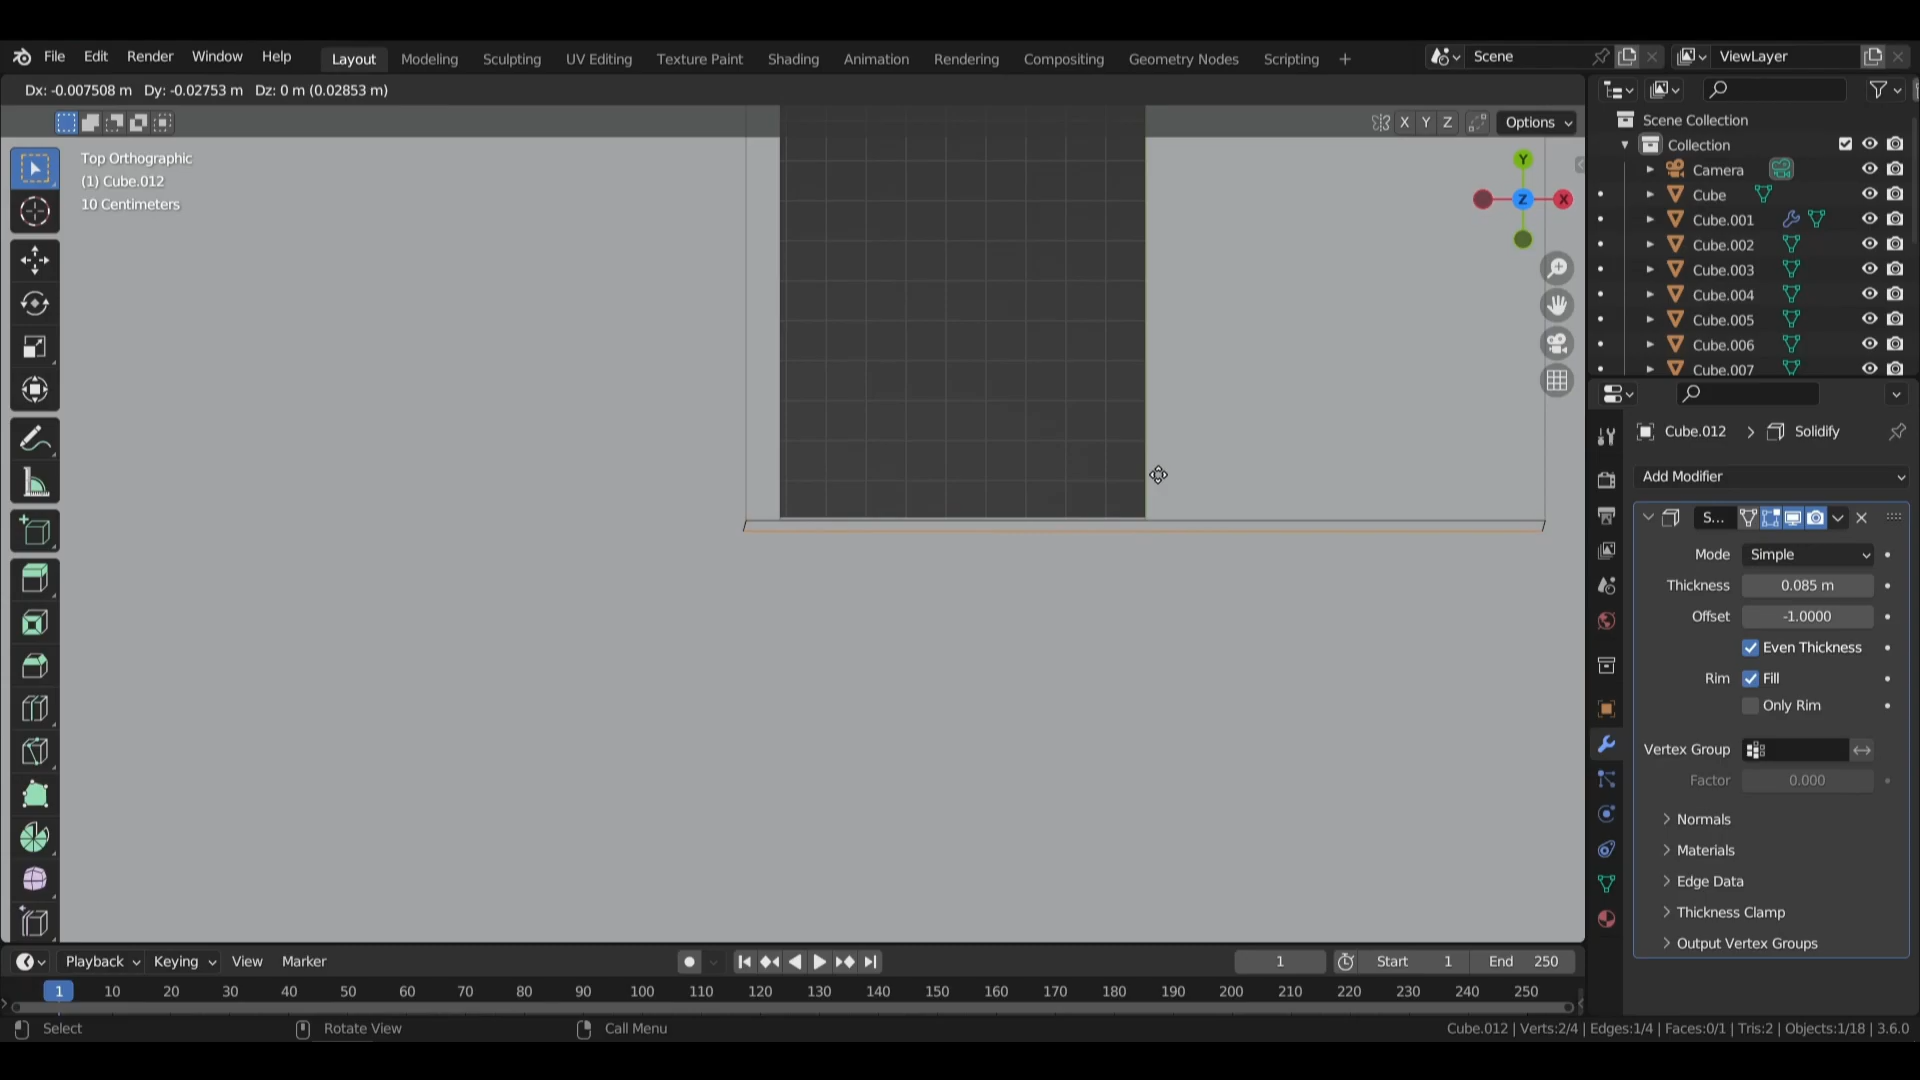 File Edit Render Window Help Layout Modeling Sculpting UV Editing Texture Paint Shading Animation Rendering Compositing Geometry Nodes Scripting + Scene ViewLayer
Dx: -0.007508 m Dy: -0.02753 m Dz: 0 m (0.02853 m)
X Y Z Options
Top Orthographic
(1) Cube.012
10 Centimeters
Y
Z X
Scene Collection
Collection
Camera
Cube
Cube.001
Cube.002
Cube.003
Cube.004
Cube.005
Cube.006
Cube.007
Cube.012 > Solidify
Add Modifier
S...
Mode Simple
Thickness 0.085 m
Offset -1.0000
Even Thickness
Rim Fill
Only Rim
Vertex Group
Factor 0.000
Normals
Materials
Edge Data
Thickness Clamp
Output Vertex Groups
Playback Keying View Marker 1 Start 1 End 250
1 10 20 30 40 50 60 70 80 90 100 110 120 130 140 150 160 170 180 190 200 210 220 230 240 250
Select Rotate View Call Menu Cube.012 | Verts:2/4 | Edges:1/4 | Faces:0/1 | Tris:2 | Objects:1/18 | 3.6.0